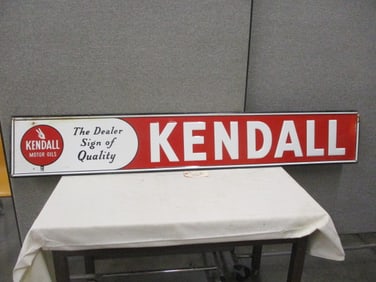 KENDALL
MOTOR OILS
The Dealer
Sign of
Quality
KENDALL